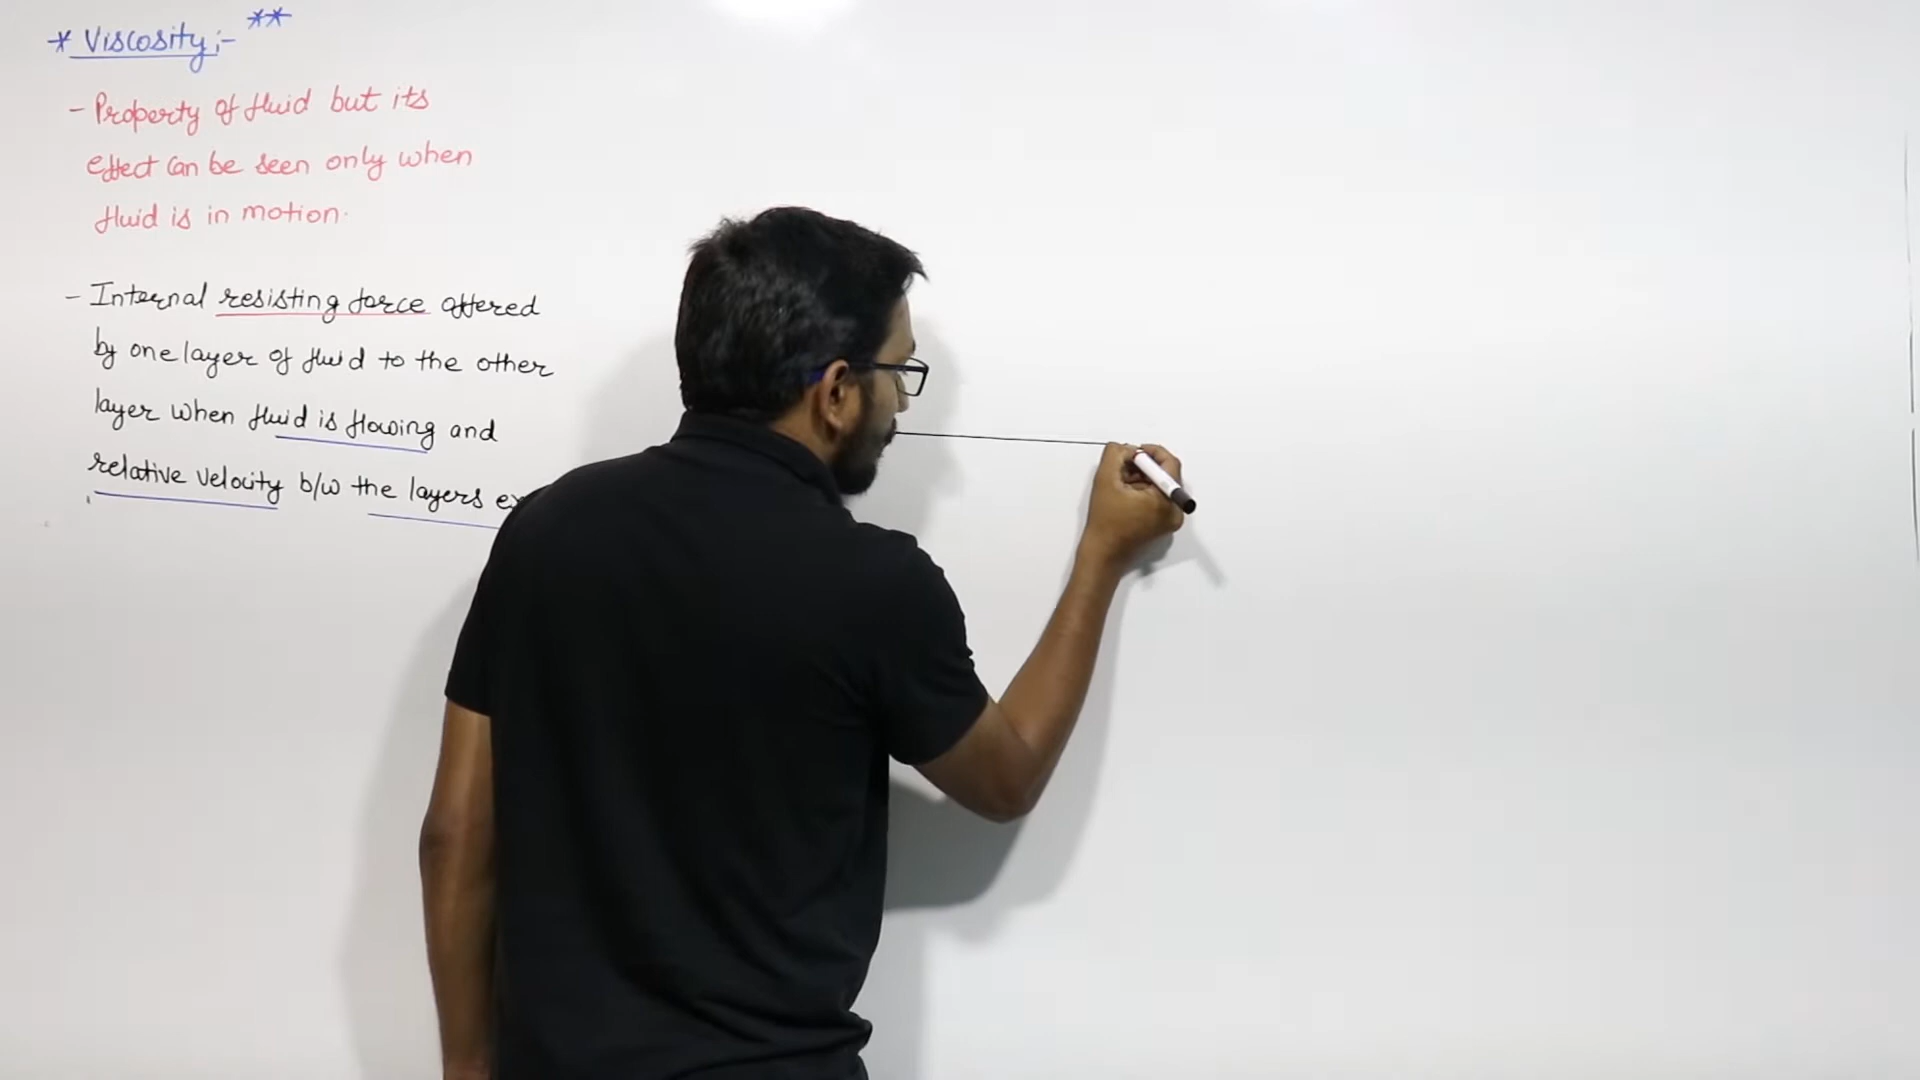 * Viscosity:- **
- Property of fluid but its
effect can be seen only when
fluid is in motion.
- Internal resisting force offered
by one layer of fluid to the other
layer when fluid is flowing and
relative velocity b/w the layers